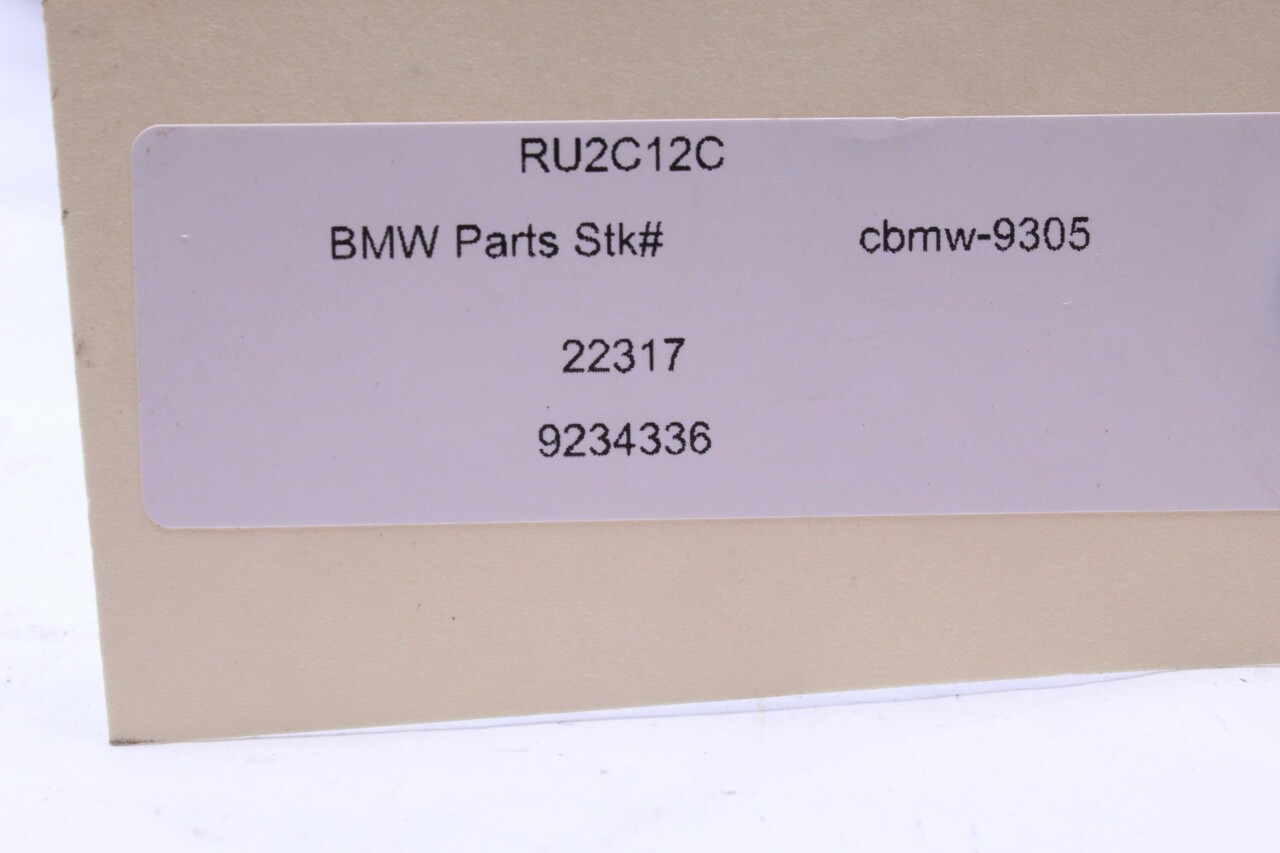 RU2C12C
BMW Parts Stk# cbmw-9305
22317
9234336